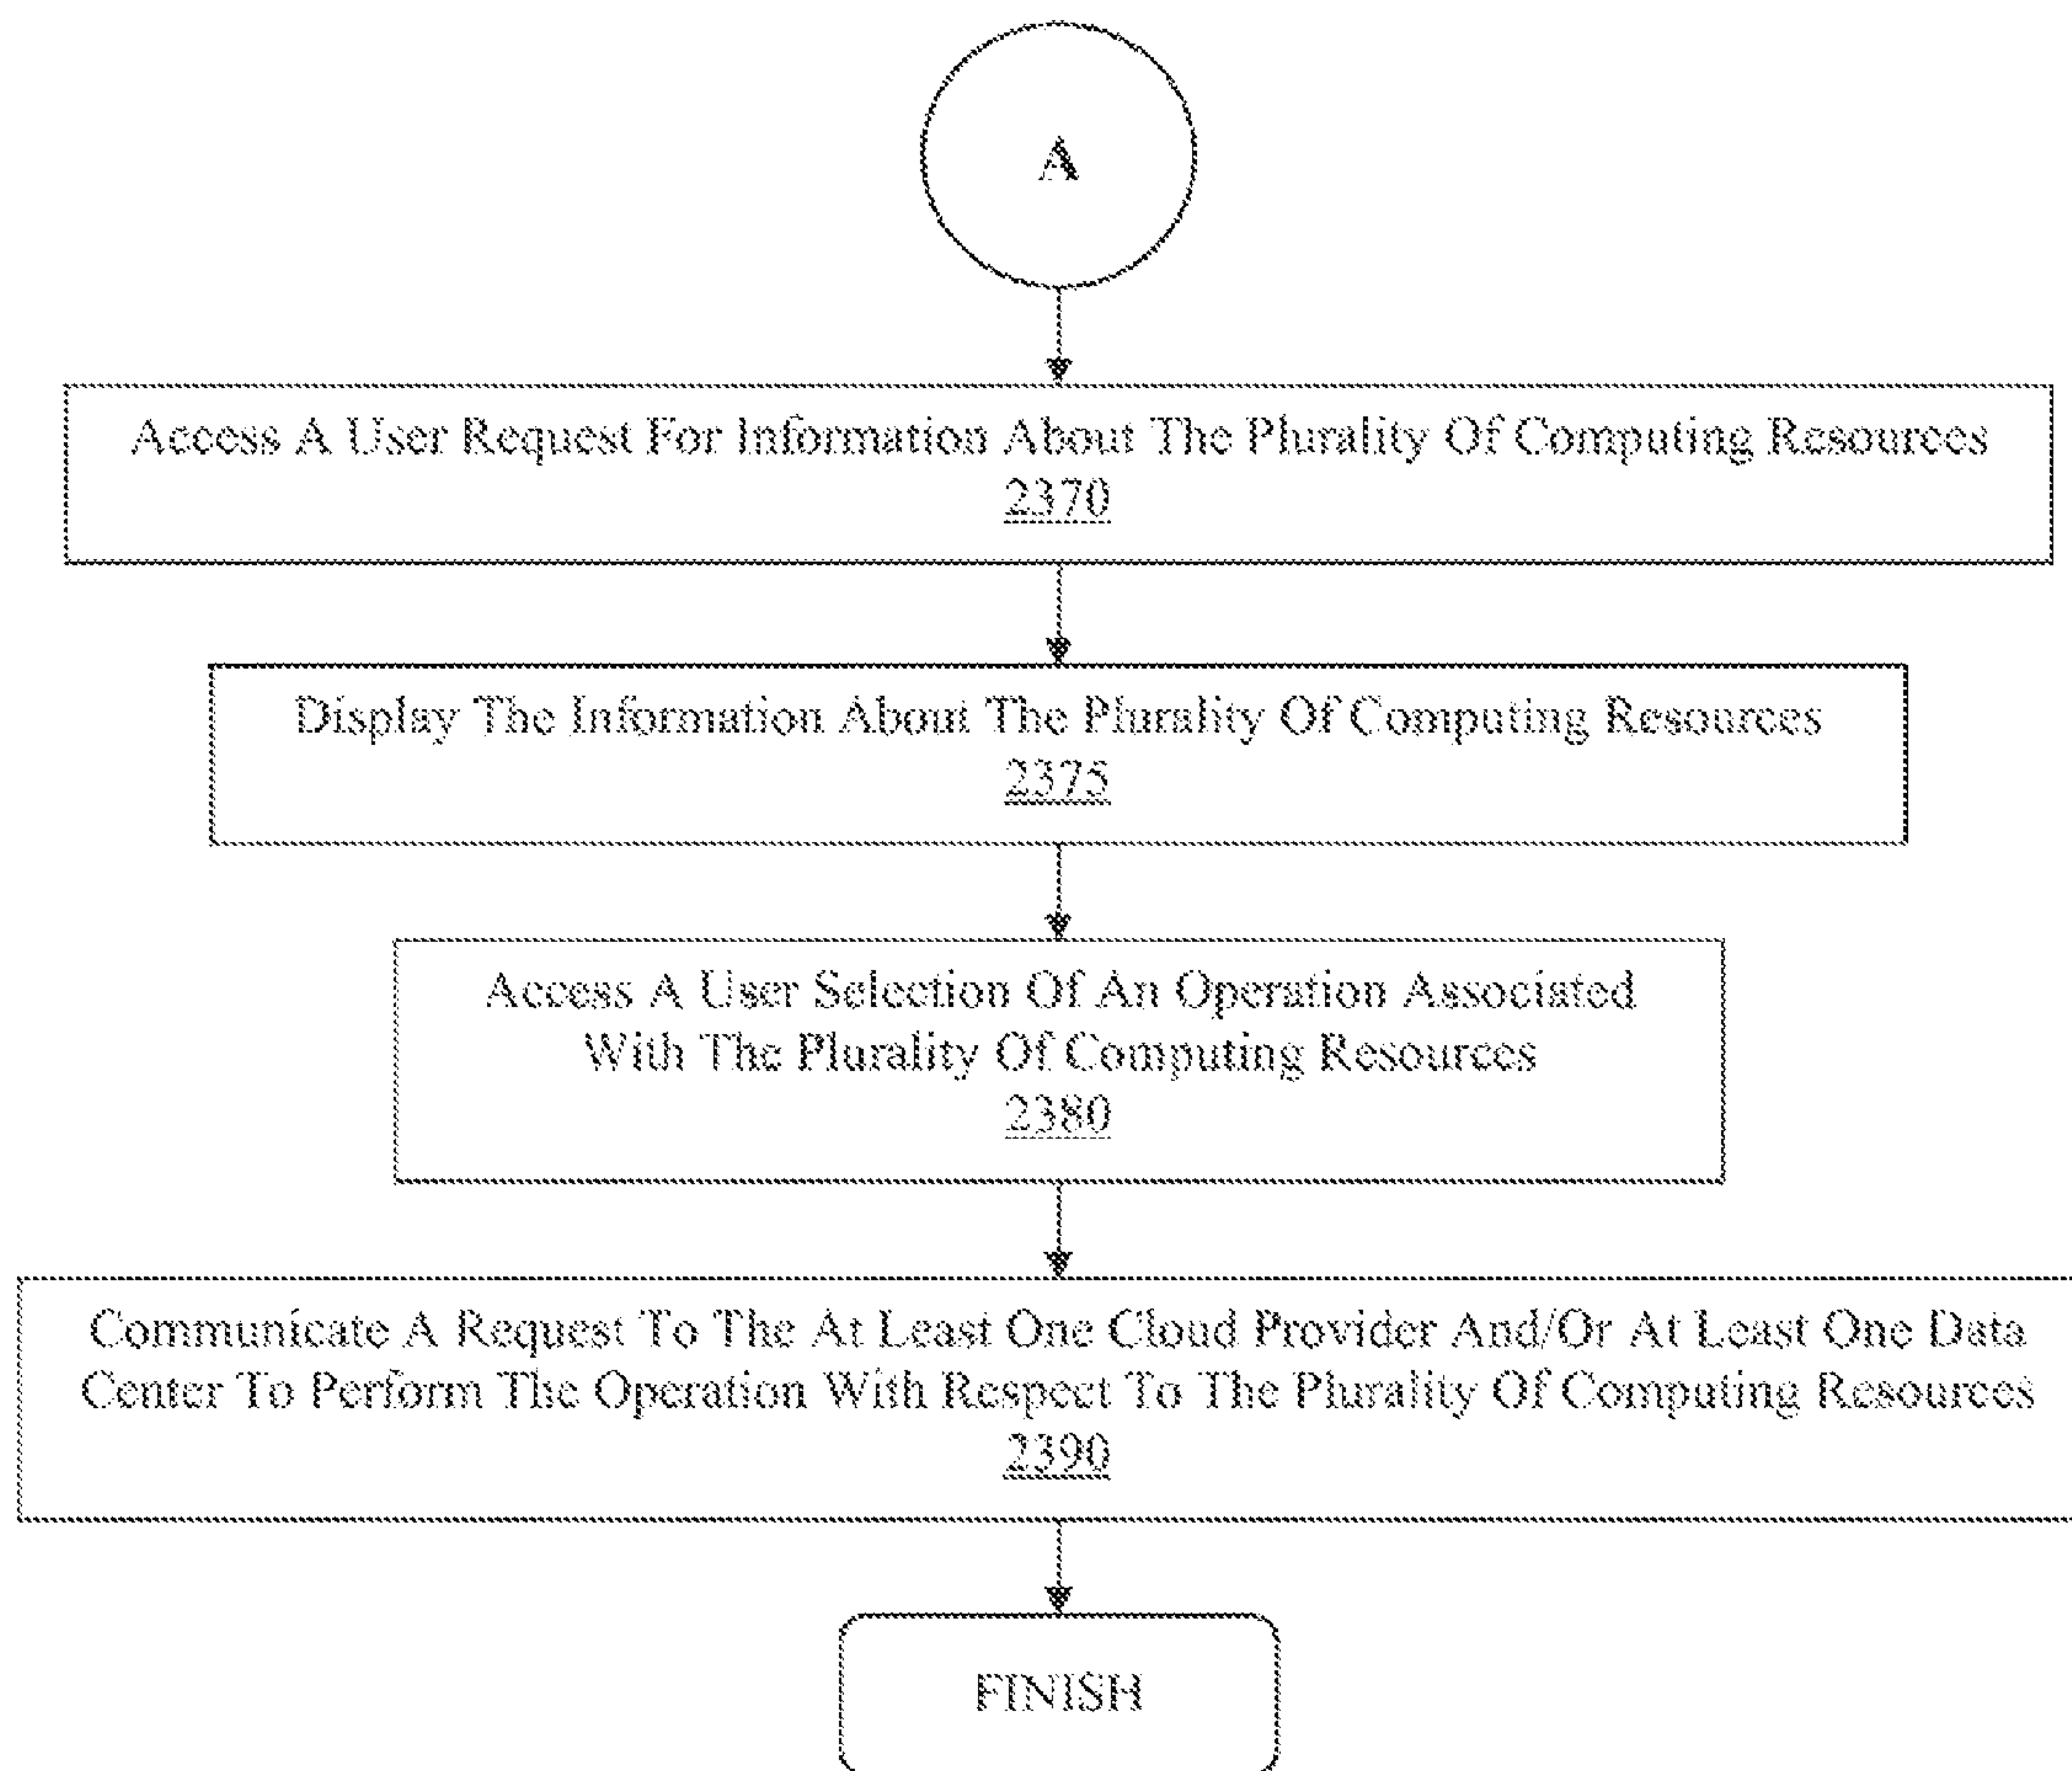 A
Access A User Request For Information About The Plurality Of Computing Resources
2370
Display The Information About The Plurality Of Computing Resources
2375
Access A User Selection Of An Operation Associated
With The Plurality Of Computing Resources
2380
Communicate A Request To The At Least One Cloud Provider And/Or At Least One Data
Center To Perform The Operation With Respect To The Plurality Of Computing Resources
2390
FINISH